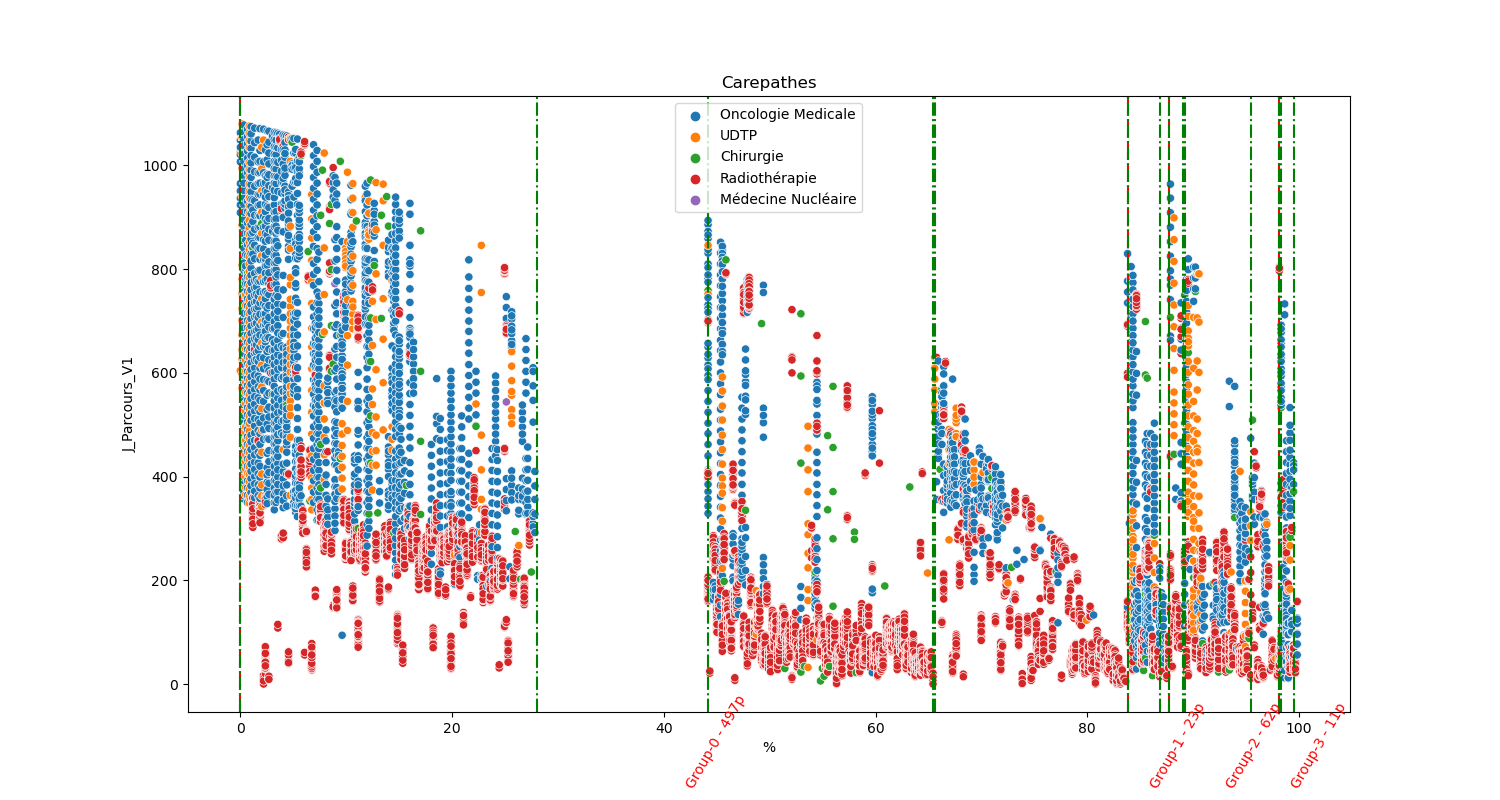 Carepathes
Oncologie Medicale
UDTP
Chirurgie
Radiothérapie
Médecine Nucléaire
J_Parcours_V1
1000
800
600
400
200
0
0
20
40
60
80
100
%
Group-0 - 497p
Group-1 - 23p
Group-2 - 62p
Group-3 - 11p